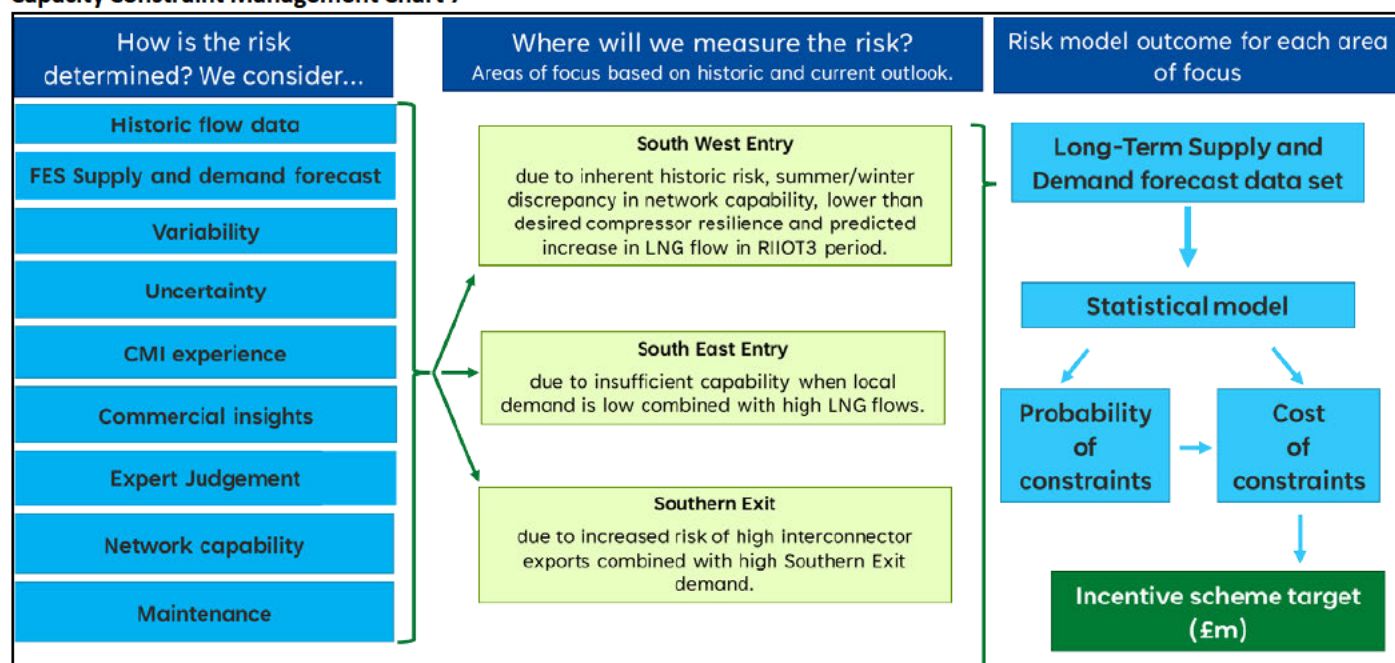 Capacity Constraint Management Chart 7
How is the risk
determined? We consider...
Historic flow data
FES Supply and demand forecast
Variability
Uncertainty
CMI experience
Commercial insights
Expert Judgement
Network capability
Maintenance
Where will we measure the risk?
Areas of focus based on historic and current outlook.
South West Entry
due to inherent historic risk, summer/winter
discrepancy in network capability, lower than
desired compressor resilience and predicted
increase in LNG flow in RIIOT3 period.
South East Entry
due to insufficient capability when local
demand is low combined with high LNG flows.
Southern Exit
due to increased risk of high interconnector
exports combined with high Southern Exit
demand.
Risk model outcome for each area
of focus
Long-Term Supply and
Demand forecast data set
Statistical model
Probability
of
constraints
Cost
of
constraints
Incentive scheme target
(£m)